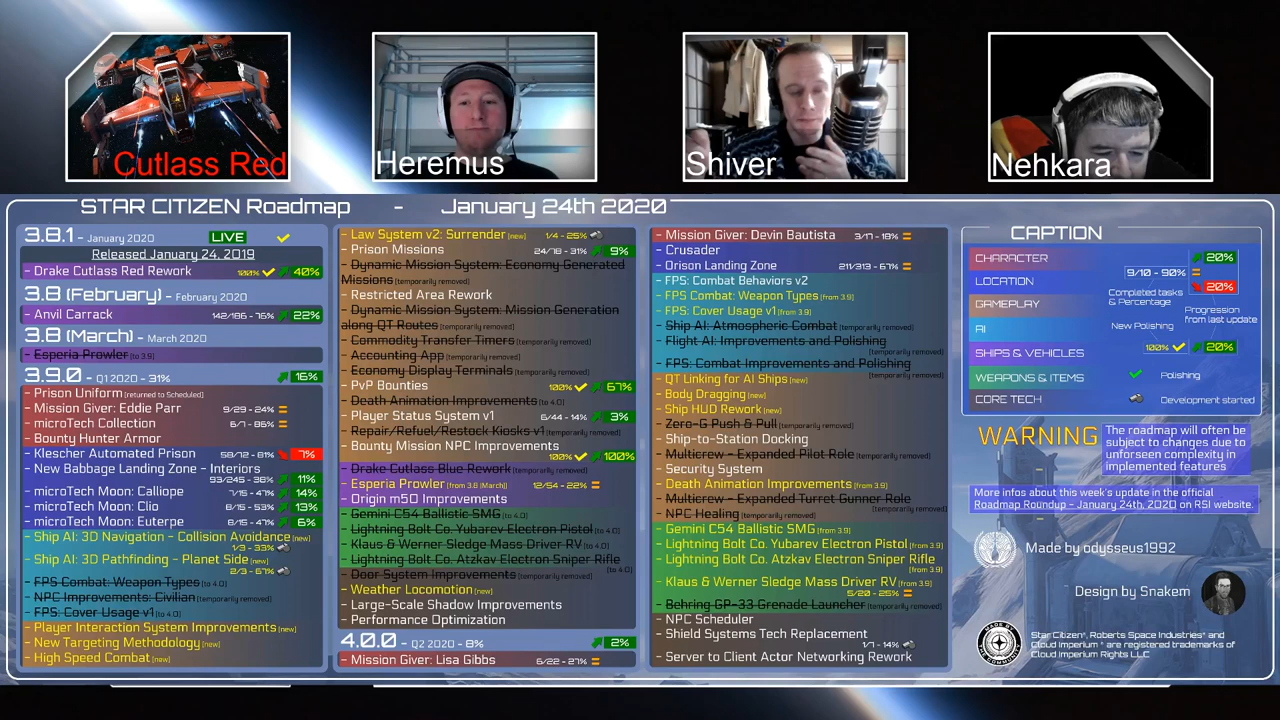 Cutlass Red
Heremus
Shiver
Nehkara
STAR CITIZEN Roadmap - January 24th 2020
3.8.1 - January 2020 LIVE
Released January 24, 2019
- Drake Cutlass Red Rework 100% 40%
3.8 (February) - February 2020
- Anvil Carrack 142/186 - 76% 22%
3.8 (March) - March 2020
- Esperia Prowler [to 3.9]
3.9.0 - Q1 2020 - 31% 16%
- Prison Uniform [returned to Scheduled]
- Mission Giver: Eddie Parr 9/29 - 24% =
- microTech Collection 6/7 - 86% =
- Bounty Hunter Armor
- Klescher Automated Prison 58/72 - 81% 7%
- New Babbage Landing Zone - Interiors
93/245 - 38% 11%
- microTech Moon: Calliope 7/15 - 47% 14%
- microTech Moon: Clio 8/15 - 53% 13%
- microTech Moon: Euterpe 8/15 - 47% 6%
- Ship AI: 3D Navigation - Collision Avoidance [new]
1/3 - 33%
- Ship AI: 3D Pathfinding - Planet Side [new]
2/3 - 67%
- FPS Combat: Weapon Types [to 4.0]
- NPC Improvements: Civilian [temporarily removed]
- FPS: Cover Usage v1 [to 4.0]
- Player Interaction System Improvements [new]
- New Targeting Methodology [new]
- High Speed Combat [new]
- Law System v2: Surrender [new] 1/4 - 25%
- Prison Missions 24/78 - 31% 9%
- Dynamic Mission System: Economy Generated
Missions [temporarily removed]
- Restricted Area Rework
- Dynamic Mission System: Mission Generation
along QT Routes [temporarily removed]
- Commodity Transfer Timers [temporarily removed]
- Accounting App [temporarily removed]
- Economy Display Terminals [temporarily removed]
- PvP Bounties 100% 67%
- Death Animation Improvements [to 4.0]
- Player Status System v1 6/44 - 14% 3%
- Repair/Refuel/Restock Kiosks v1 [temporarily removed]
- Bounty Mission NPC Improvements
100% 100%
- Drake Cutlass Blue Rework [temporarily removed]
- Esperia Prowler [from 3.8 (March)] 12/54 - 22% =
- Origin m50 Improvements
- Gemini C54 Ballistic SMG [to 4.0]
- Lightning Bolt Co. Yubarev Electron Pistol [to 4.0]
- Klaus & Werner Sledge Mass Driver RV [to 4.0]
- Lightning Bolt Co. Atzkav Electron Sniper Rifle
[to 4.0]
- Door System Improvements [temporarily removed]
- Weather Locomotion [new]
- Large-Scale Shadow Improvements
- Performance Optimization
4.0.0 - Q2 2020 - 8% 2%
- Mission Giver: Lisa Gibbs 6/22 - 27% =
- Mission Giver: Devin Bautista 3/17 - 18% =
- Crusader
- Orison Landing Zone 211/313 - 67% =
- FPS: Combat Behaviors v2
- FPS Combat: Weapon Types [from 3.9]
- FPS: Cover Usage v1 [from 3.9]
- Ship AI: Atmospheric Combat [temporarily removed]
- Flight AI: Improvements and Polishing
[temporarily removed]
- FPS: Combat Improvements and Polishing
[temporarily removed]
- QT Linking for AI Ships [new]
- Body Dragging [new]
- Ship HUD Rework [new]
- Zero-G Push & Pull [temporarily removed]
- Ship-to-Station Docking
- Multicrew - Expanded Pilot Role [temporarily removed]
- Security System
- Death Animation Improvements [from 3.9]
- Multicrew - Expanded Turret Gunner Role
[temporarily removed]
- NPC Healing [temporarily removed]
- Gemini C54 Ballistic SMG [from 3.9]
- Lightning Bolt Co. Yubarev Electron Pistol [from 3.9]
- Lightning Bolt Co. Atzkav Electron Sniper Rifle
[from 3.9]
- Klaus & Werner Sledge Mass Driver RV [from 3.9]
5/20 - 25% =
- Behring GP-33 Grenade Launcher [temporarily removed]
- NPC Scheduler
- Shield Systems Tech Replacement
1/7 - 14%
- Server to Client Actor Networking Rework
CAPTION
CHARACTER
LOCATION
GAMEPLAY
AI
SHIPS & VEHICLES
WEAPONS & ITEMS
CORE TECH
20%
9/10 - 90% =
20%
Completed tasks
& Percentage
Progression
from last update
New Polishing
100% 20%
Polishing
Development started
WARNING
The roadmap will often be
subject to changes due to
unforseen complexity in
implemented features
More infos about this week's update in the official
Roadmap Roundup - January 24th, 2020 on RSI website.
Made by odysseus1992
Design by Snakem
MADE BY THE COMMUNITY
Star Citizen®, Roberts Space Industries® and
Cloud Imperium ® are registered trademarks of
Cloud Imperium Rights LLC